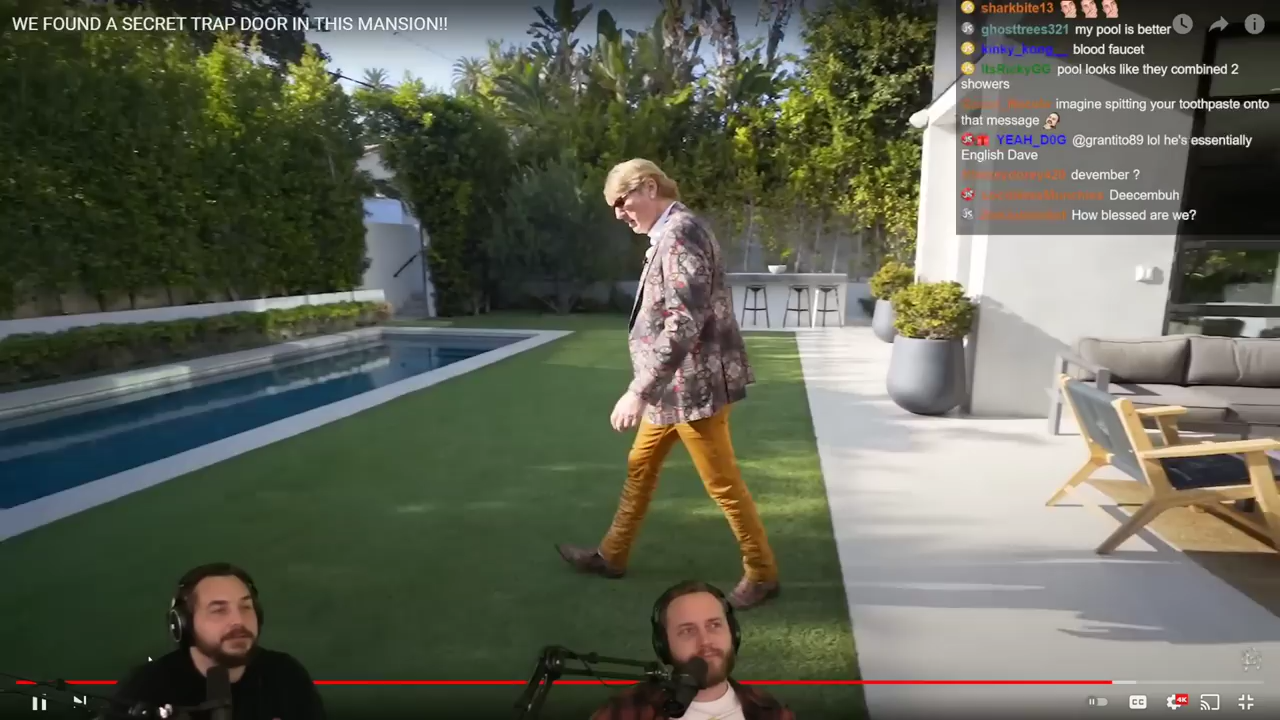 WE FOUND A SECRET TRAP DOOR IN THIS MANSION!!
sharkbite13
ghosttrees321 my pool is better
kinky_kong__ blood faucet
ItsRickyGG pool looks like they combined 2
showers
imagine spitting your toothpaste onto
that message
YEAH_D0G @grantito89 lol he's essentially
English Dave
devember ?
Deecembuh
How blessed are we?
CC
4K